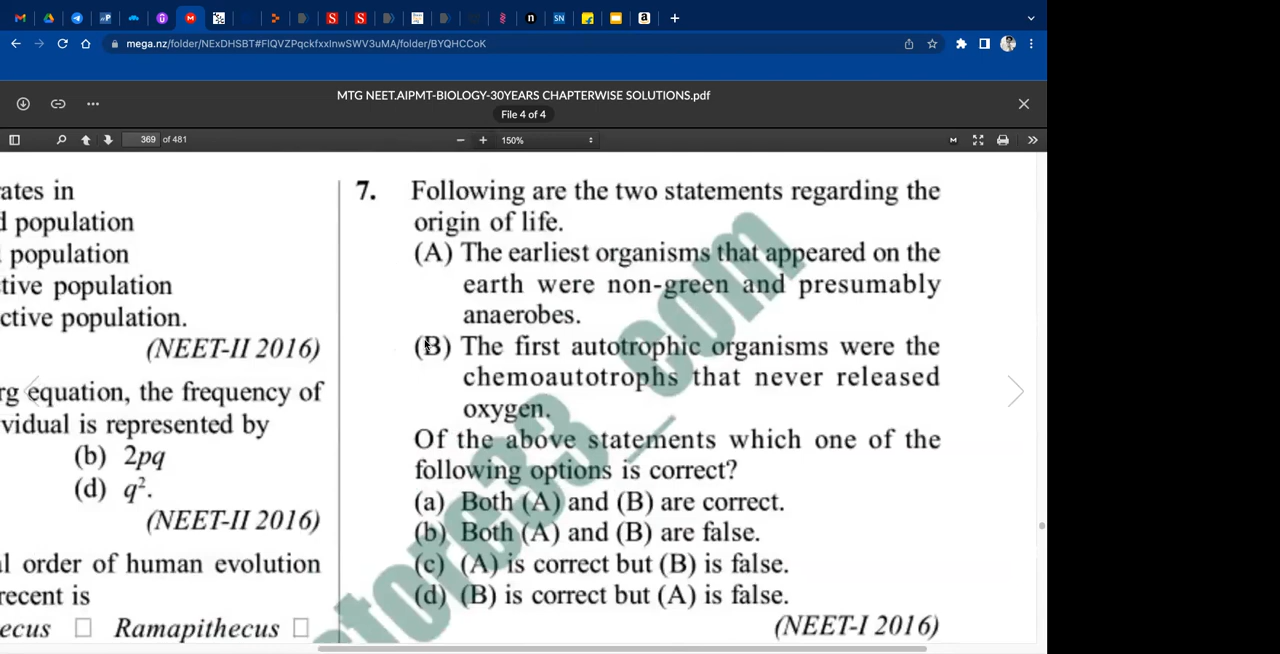 mega.nz/folder/NExDHSBT#FlQVZPqckfxxInwSWV3uMA/folder/BYQHCCoK
MTG NEET.AIPMT-BIOLOGY-30YEARS CHAPTERWISE SOLUTIONS.pdf
File 4 of 4
369 of 481
150%
rates in
d population
population
tive population
ctive population.
(NEET-II 2016)
rg equation, the frequency of
vidual is represented by
(b) 2pq
(d) q².
(NEET-II 2016)
al order of human evolution
recent is
ecus □ Ramapithecus □
7. Following are the two statements regarding the
origin of life.
(A) The earliest organisms that appeared on the
earth were non-green and presumably
anaerobes.
(B) The first autotrophic organisms were the
chemoautotrophs that never released
oxygen.
Of the above statements which one of the
following options is correct?
(a) Both (A) and (B) are correct.
(b) Both (A) and (B) are false.
(c) (A) is correct but (B) is false.
(d) (B) is correct but (A) is false.
(NEET-I 2016)
tore33_com